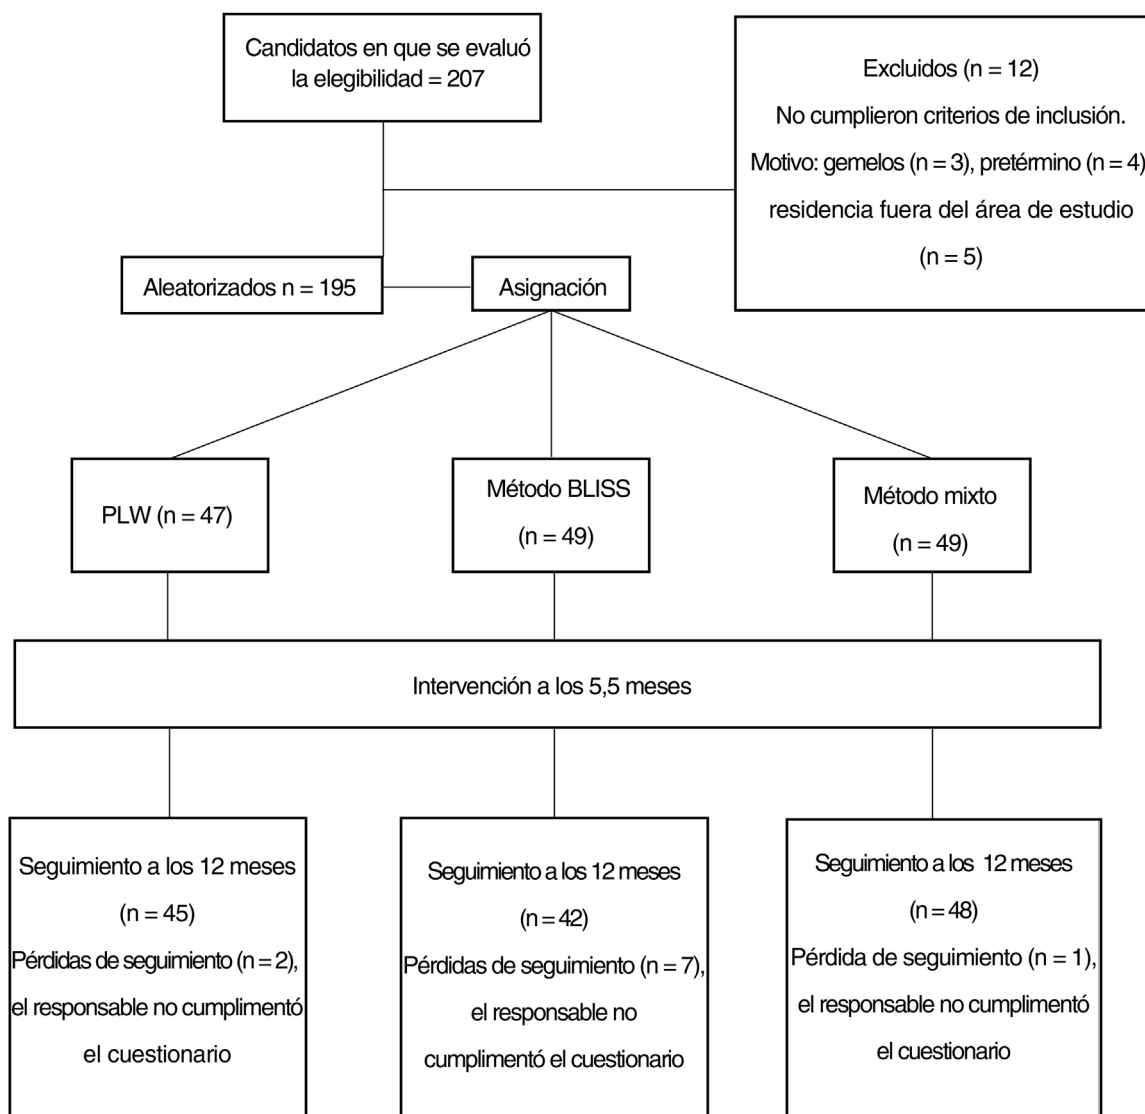 Candidatos en que se evaluó
la elegibilidad = 207
Excluidos (n = 12)
No cumplieron criterios de inclusión.
Motivo: gemelos (n = 3), pretérmino (n = 4)
residencia fuera del área de estudio
(n = 5)
Aleatorizados n = 195
Asignación
PLW (n = 47)
Método BLISS
(n = 49)
Método mixto
(n = 49)
Intervención a los 5,5 meses
Seguimiento a los 12 meses
(n = 45)
Pérdidas de seguimiento (n = 2),
el responsable no cumplimentó
el cuestionario
Seguimiento a los 12 meses
(n = 42)
Pérdidas de seguimiento (n = 7),
el responsable no
cumplimentó el cuestionario
Seguimiento a los 12 meses
(n = 48)
Pérdida de seguimiento (n = 1),
el responsable no cumplimentó
el cuestionario